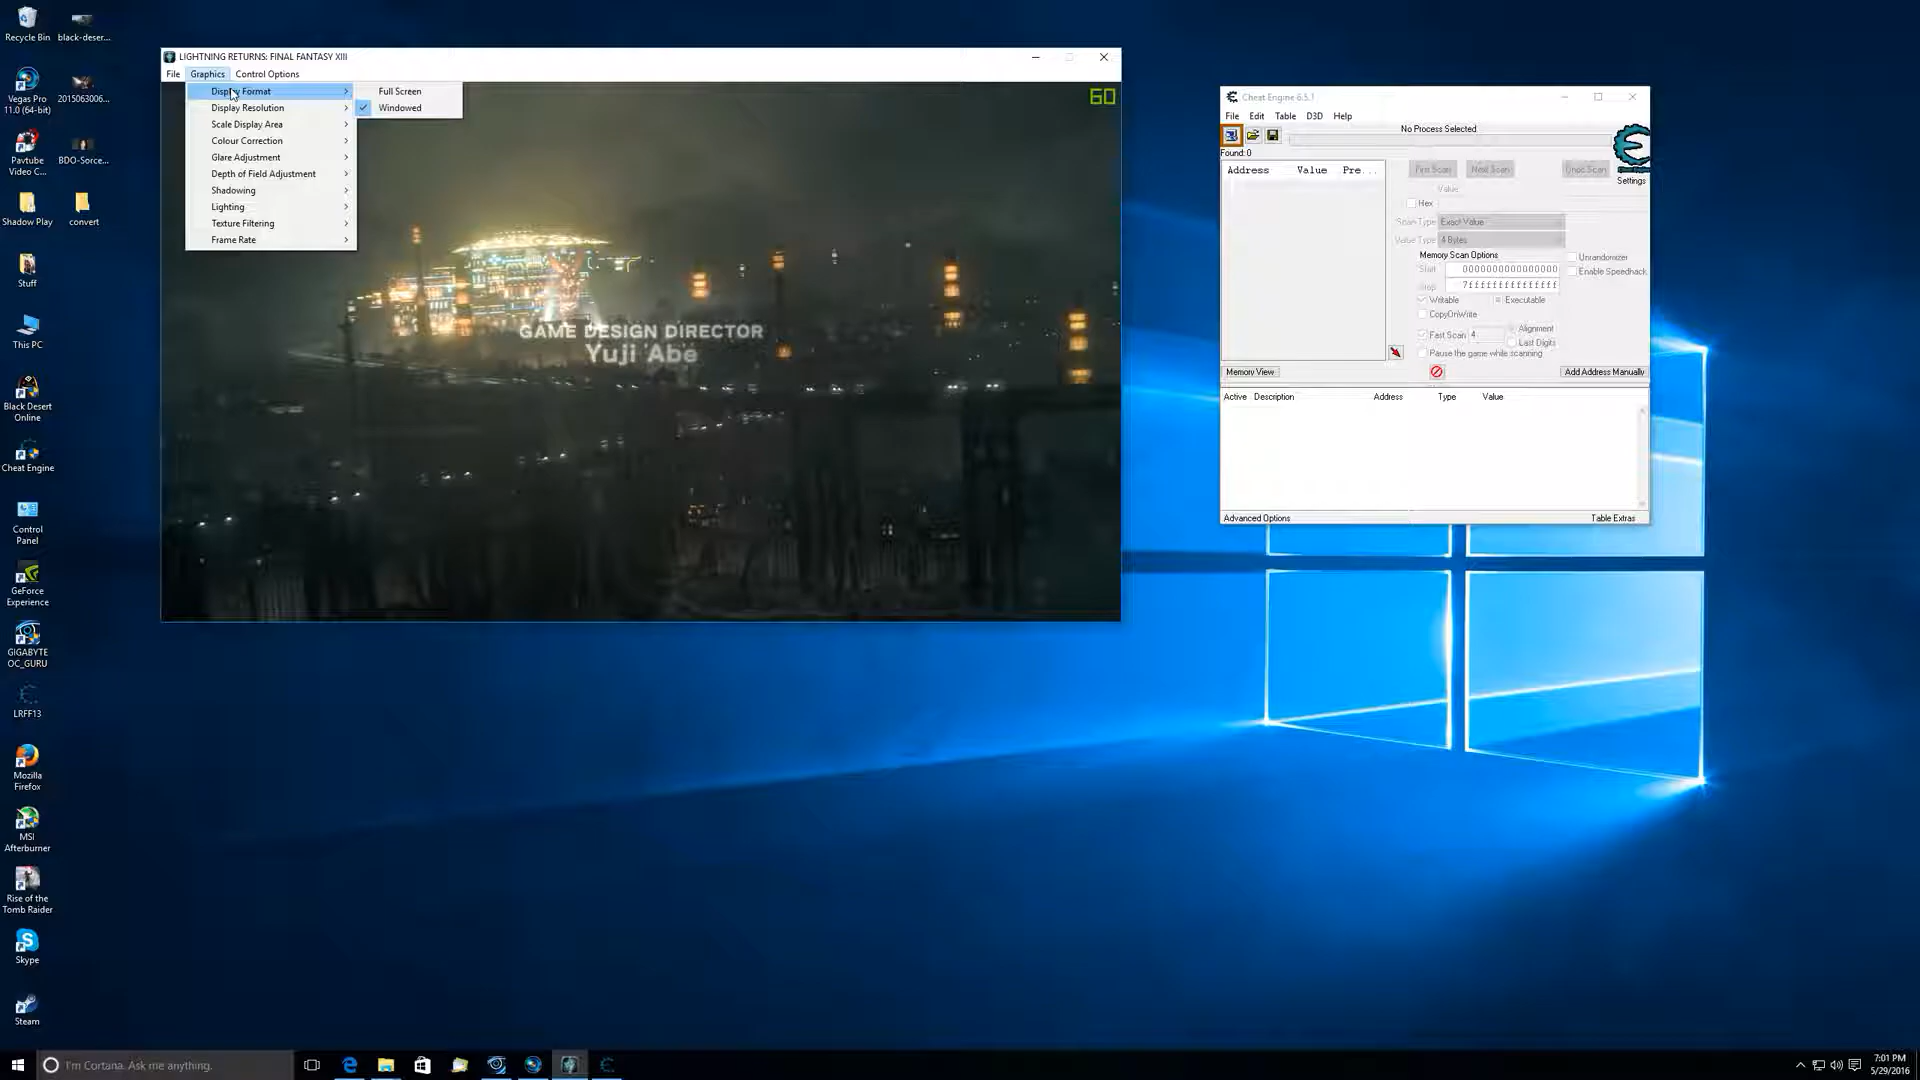 Recycle Bin
black-deser...
Vegas Pro
11.0 (64-bit)
2015063006...
Pavtube
Video C...
BDO-Sorce...
Shadow Play
convert
Stuff
This PC
Black Desert
Online
Cheat Engine
Control
Panel
GeForce
Experience
GIGABYTE
OC_GURU
LRFF13
Mozilla
Firefox
MSI
Afterburner
Rise of the
Tomb Raider
Skype
Steam
LIGHTNING RETURNS: FINAL FANTASY XIII
File Graphics Control Options
Display Format
Display Resolution
Scale Display Area
Colour Correction
Glare Adjustment
Depth of Field Adjustment
Shadowing
Lighting
Texture Filtering
Frame Rate
Full Screen
Windowed
60
GAME DESIGN DIRECTOR
Yuji Abe
Cheat Engine 6.5.1
File Edit Table D3D Help
No Process Selected
Found: 0
Address Value Pre...
First Scan Next Scan Undo Scan
Settings
Value
Hex
Scan Type Exact Value
Value Type 4 Bytes
Memory Scan Options
Start 0000000000000000
Stop 7fffffffffffffff
Unrandomizer
Enable Speedhack
Writable Executable
CopyOnWrite
Fast Scan 4 Alignment
Last Digits
Pause the game while scanning
Memory View
Add Address Manually
Active Description Address Type Value
Advanced Options
Table Extras
I'm Cortana. Ask me anything.
7:01 PM
5/29/2016